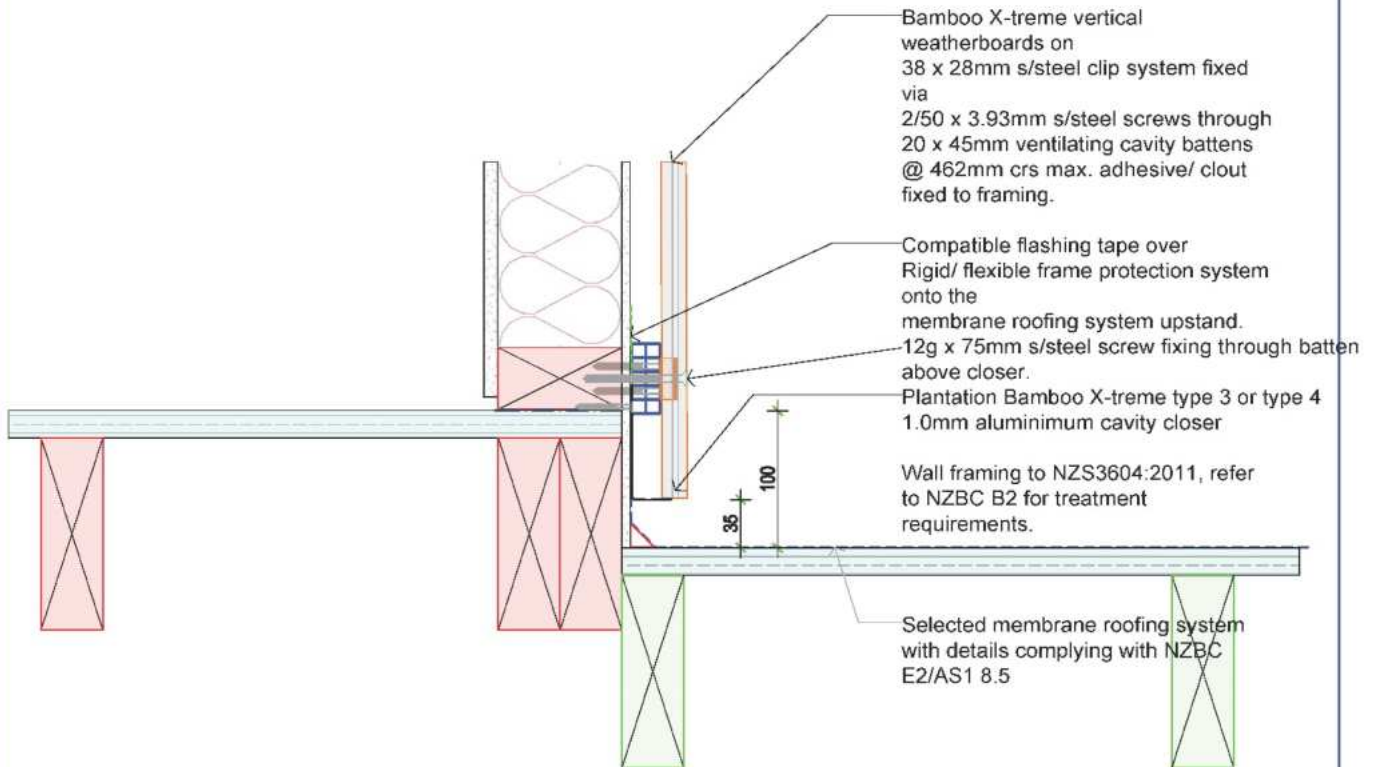 Bamboo X-treme vertical
weatherboards on
38 x 28mm s/steel clip system fixed
via
2/50 x 3.93mm s/steel screws through
20 x 45mm ventilating cavity battens
@ 462mm crs max. adhesive/ clout
fixed to framing.
Compatible flashing tape over
Rigid/ flexible frame protection system
onto the
membrane roofing system upstand.
12g x 75mm s/steel screw fixing through batten
above closer.
Plantation Bamboo X-treme type 3 or type 4
1.0mm aluminimum cavity closer
Wall framing to NZS3604:2011, refer
to NZBC B2 for treatment
requirements.
100
35
Selected membrane roofing system
with details complying with NZBC
E2/AS1 8.5